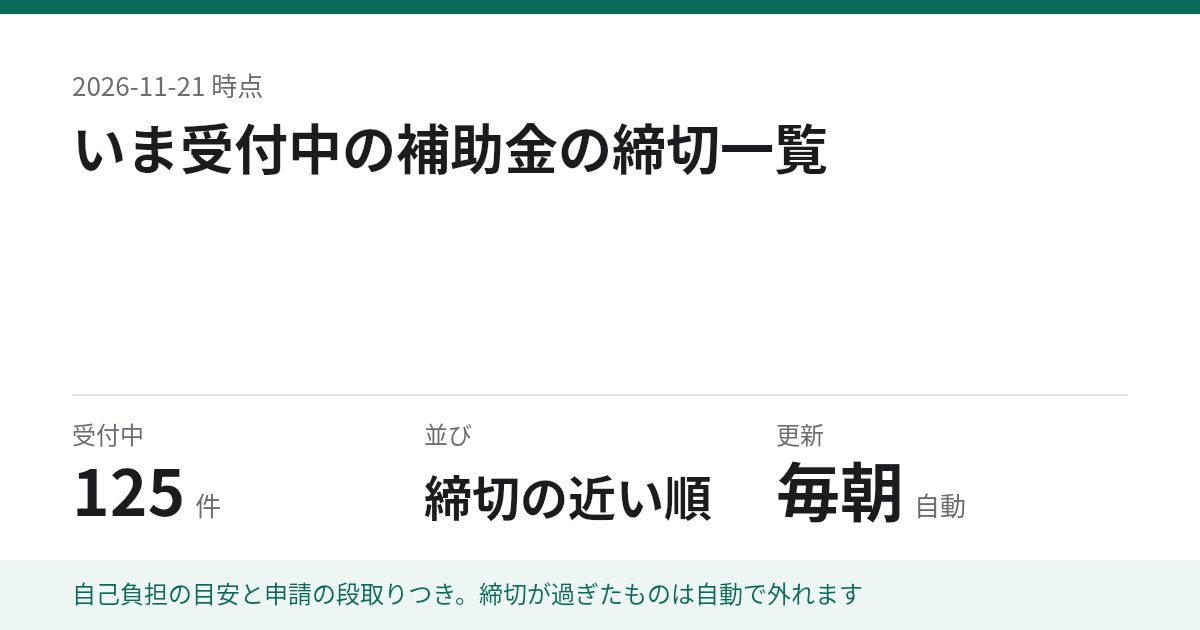 2026-11-21 時点
いま受付中の補助金の締切一覧
受付中
125 件
並び
締切の近い順
更新
毎朝 自動
自己負担の目安と申請の段取りつき。締切が過ぎたものは自動で外れます